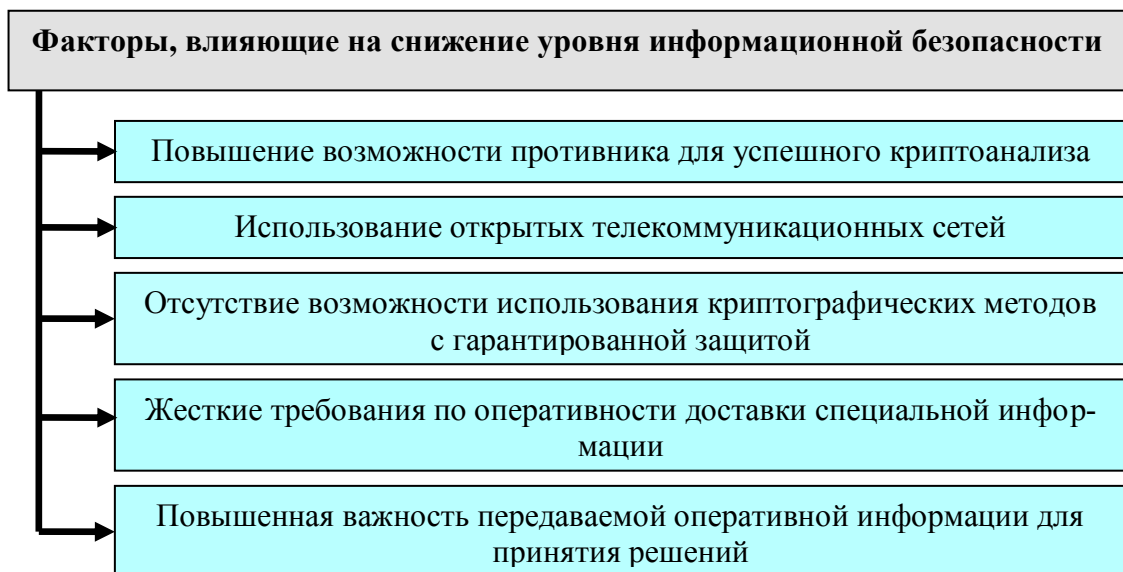 Факторы, влияющие на снижение уровня информационной безопасности
Повышение возможности противника для успешного криптоанализа
Использование открытых телекоммуникационных сетей
Отсутствие возможности использования криптографических методов
с гарантированной защитой
Жесткие требования по оперативности доставки специальной инфор-
мации
Повышенная важность передаваемой оперативной информации для
принятия решений